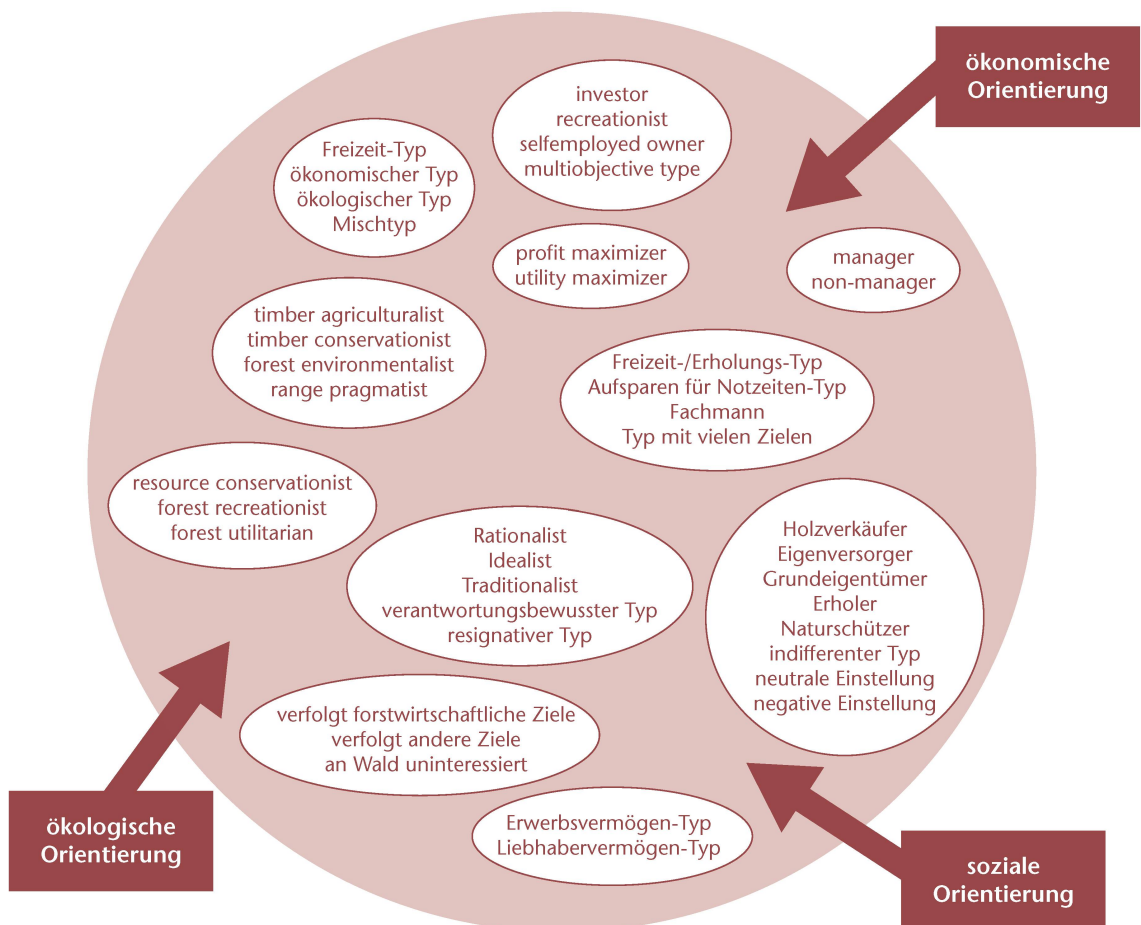 ökonomische
Orientierung
investor
recreationist
selfemployed owner
multiobjective type
Freizeit-Typ
ökonomischer Typ
ökologischer Typ
Mischtyp
profit maximizer
utility maximizer
manager
non-manager
timber agriculturalist
timber conservationist
forest environmentalist
range pragmatist
Freizeit-/Erholungs-Typ
Aufsparen für Notzeiten-Typ
Fachmann
Typ mit vielen Zielen
resource conservationist
forest recreationist
forest utilitarian
Rationalist
Idealist
Traditionalist
verantwortungsbewusster Typ
resignativer Typ
Holzverkäufer
Eigenversorger
Grundeigentümer
Erholer
Naturschützer
indifferenter Typ
neutrale Einstellung
negative Einstellung
verfolgt forstwirtschaftliche Ziele
verfolgt andere Ziele
an Wald uninteressiert
Erwerbsvermögen-Typ
Liebhabervermögen-Typ
ökologische
Orientierung
soziale
Orientierung